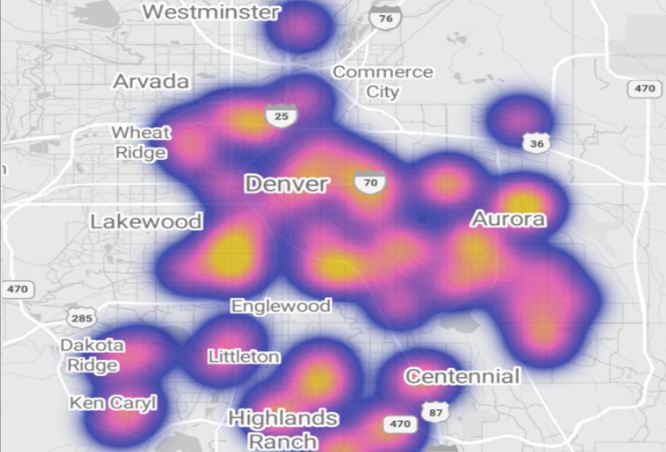 Westminster
76
Arvada
Commerce
City
470
25
Wheat
Ridge
36
Denver
70
Lakewood
Aurora
470
Englewood
285
Dakota
Ridge
Littleton
Centennial
Ken Caryl
87
Highlands
Ranch
470